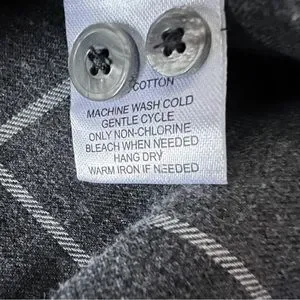 COTTON
MACHINE WASH COLD
GENTLE CYCLE
ONLY NON-CHLORINE
BLEACH WHEN NEEDED
HANG DRY
WARM IRON IF NEEDED